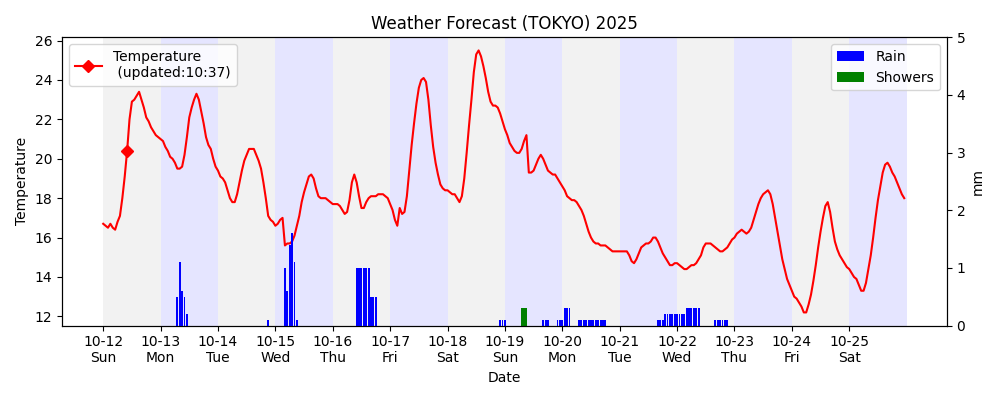 Weather Forecast (TOKYO) 2025
Temperature
(updated:10:37)
Rain
Showers
26
24
22
20
18
16
14
12
Temperature
5
4
3
2
1
0
mm
10-12 10-13 10-14 10-15 10-16 10-17 10-18 10-19 10-20 10-21 10-22 10-23 10-24 10-25
Sun Mon Tue Wed Thu Fri Sat Sun Mon Tue Wed Thu Fri Sat
Date